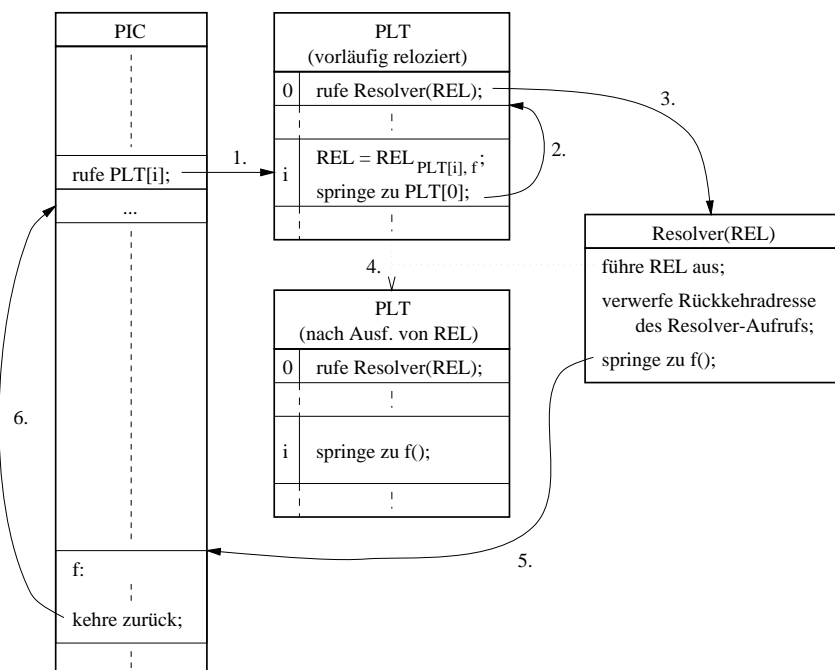 PIC
rufe PLT[i];
...
f:
kehre zurück;
PLT
(vorläufig reloziert)
0 rufe Resolver(REL);
i REL = REL PLT[i], f;
springe zu PLT[0];
PLT
(nach Ausf. von REL)
0 rufe Resolver(REL);
i springe zu f();
Resolver(REL)
führe REL aus;
verwerfe Rückkehradresse
des Resolver-Aufrufs;
springe zu f();
1.
2.
3.
4.
5.
6.